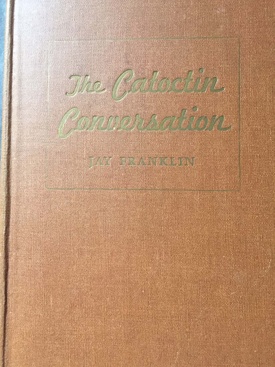 The Catoctin
Conversation
JAY FRANKLIN